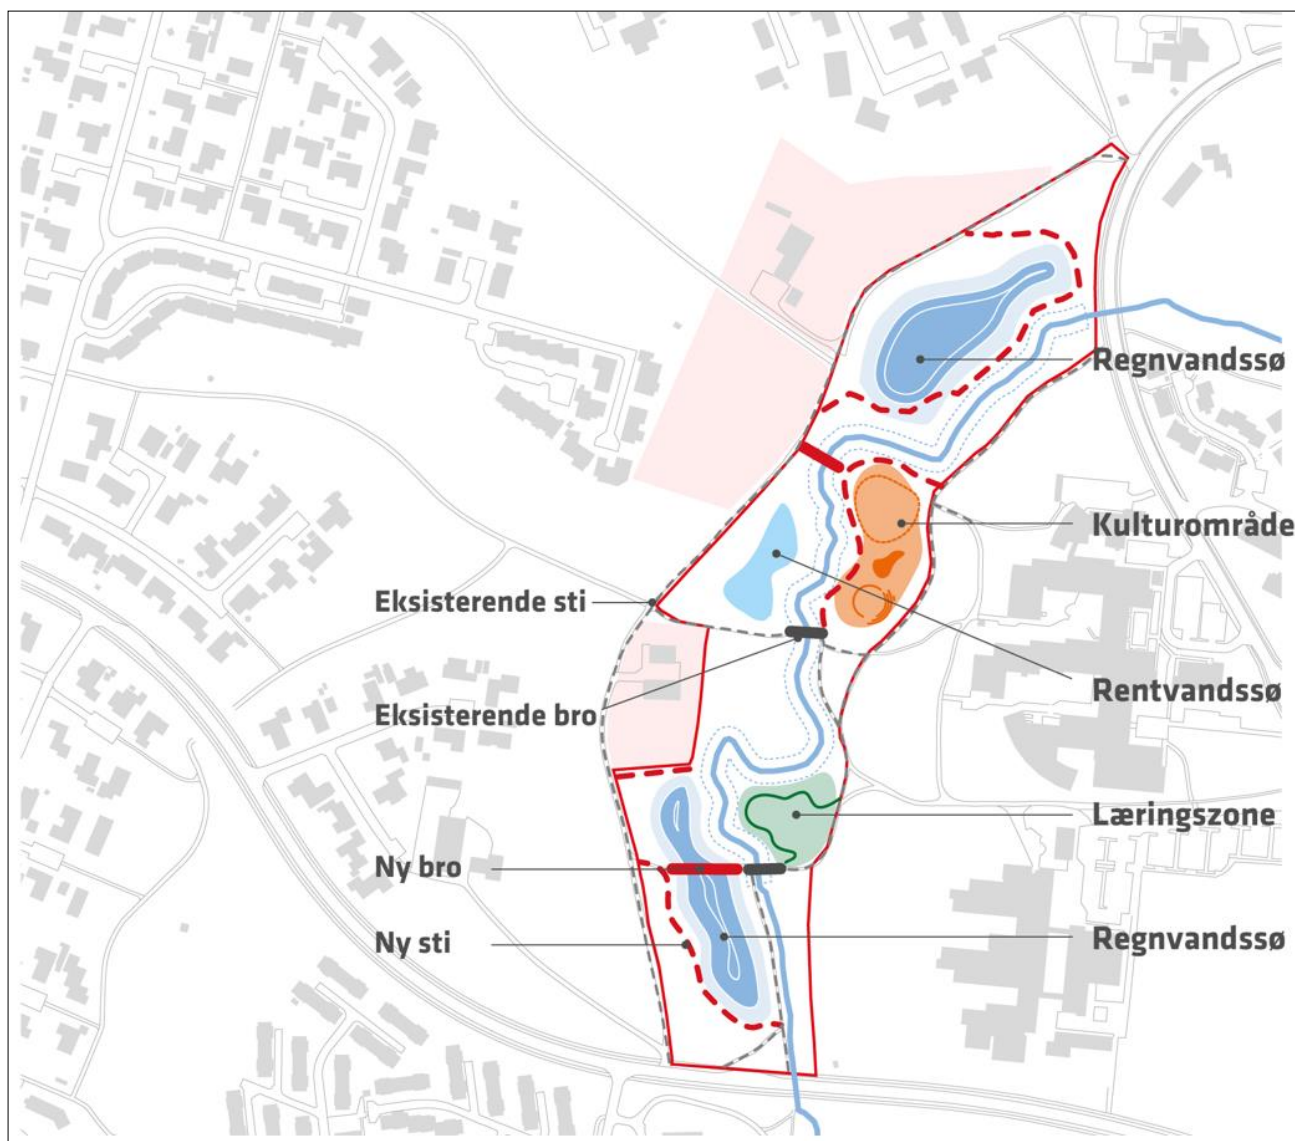 Regnvandssø
Kulturområde
Eksisterende sti
Rentvandssø
Eksisterende bro
Læringszone
Ny bro
Ny sti
Regnvandssø